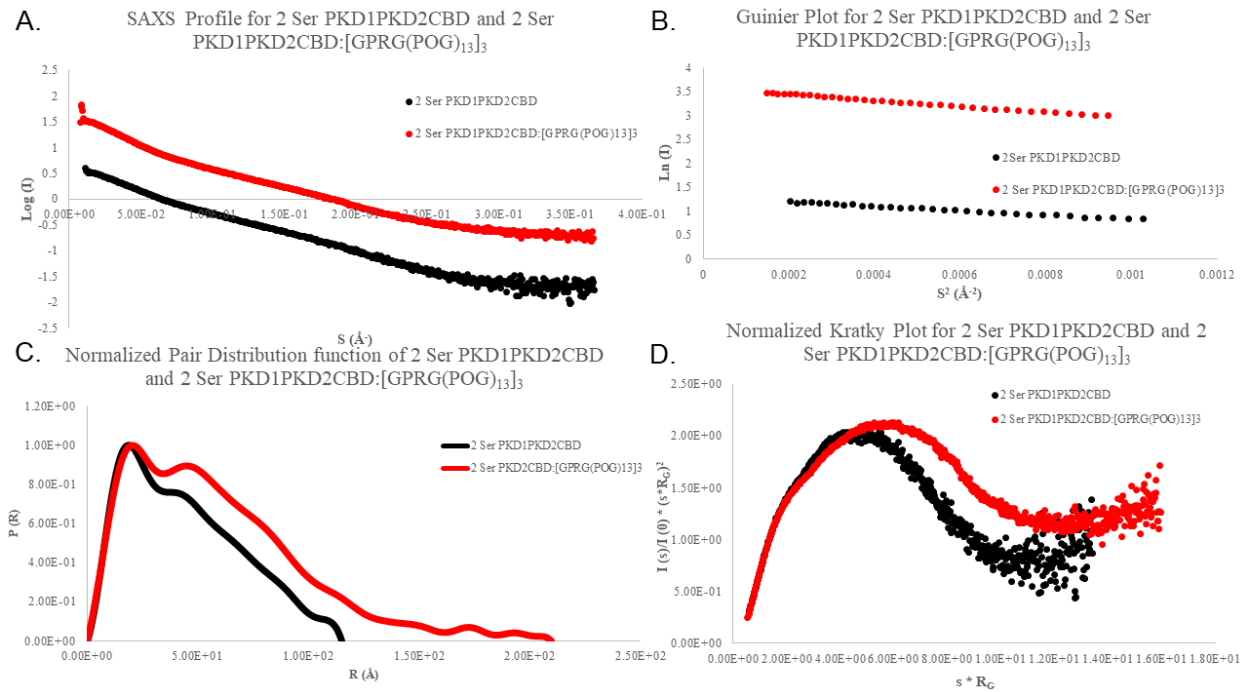 A.
SAXS Profile for 2 Ser PKD1PKD2CBD and 2 Ser
PKD1PKD2CBD:[GPRG(POG)₁₃]₃
2.5
2
1.5
1
0.5
0
-0.5
-1
-1.5
-2
-2.5
Log (I)
2 Ser PKD1PKD2CBD
2 Ser PKD1PKD2CBD:[GPRG(POG)13]3
0.00E+00 5.00E-02 1.00E-01 1.50E-01 2.00E-01 2.50E-01 3.00E-01 3.50E-01 4.00E-01
S (Å)
B.
Guinier Plot for 2 Ser PKD1PKD2CBD and 2 Ser
PKD1PKD2CBD:[GPRG(POG)₁₃]₃
4
3.5
3
2.5
2
1.5
1
0.5
0
Ln (I)
2Ser PKD1PKD2CBD
2 Ser PKD1PKD2CBD:[GPRG(POG)13]3
0 0.0002 0.0004 0.0006 0.0008 0.001 0.0012
S² (Å⁻²)
C.
Normalized Pair Distribution function of 2 Ser PKD1PKD2CBD
and 2 Ser PKD1PKD2CBD:[GPRG(POG)₁₃]₃
1.20E+00
1.00E+00
8.00E-01
6.00E-01
4.00E-01
2.00E-01
0.00E+00
P (R)
2 Ser PKD1PKD2CBD
2 Ser PKD2CBD:[GPRG(POG)13]3
0.00E+00 5.00E+01 1.00E+02 1.50E+02 2.00E+02 2.50E+02
R (Å)
D.
Normalized Kratky Plot for 2 Ser PKD1PKD2CBD and 2
Ser PKD1PKD2CBD:[GPRG(POG)₁₃]₃
2.50E+00
2.00E+00
1.50E+00
1.00E+00
5.00E-01
0.00E+00
I (s)/I (0) * (s*R_G)²
2 Ser PKD1PKD2CBD
2 Ser PKD1PKD2CBD:[GPRG(POG)13]3
0.00E+00 2.00E+00 4.00E+00 6.00E+00 8.00E+00 1.00E+01 1.20E+01 1.40E+01 1.60E+01 1.80E+01
s * R_G